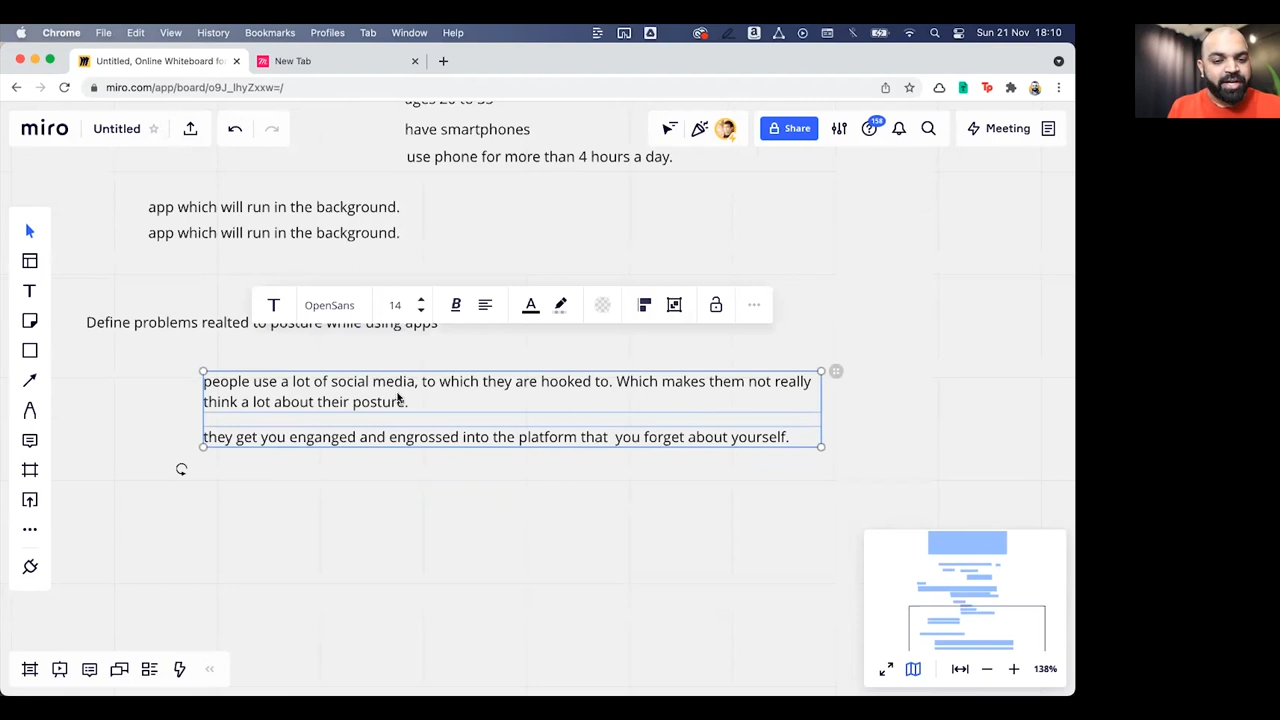 Chrome File Edit View History Bookmarks Profiles Tab Window Help Sun 21 Nov 18:10
Untitled, Online Whiteboard fo New Tab
miro.com/app/board/o9J_lhyZxxw=/
ages 20 to 35
miro Untitled Share 158 Meeting
have smartphones
use phone for more than 4 hours a day.
app which will run in the background.
app which will run in the background.
T OpenSans 14 B A
Define problems realted to posture while using apps
people use a lot of social media, to which they are hooked to. Which makes them not really
think a lot about their posture.
they get you enganged and engrossed into the platform that you forget about yourself.
138%